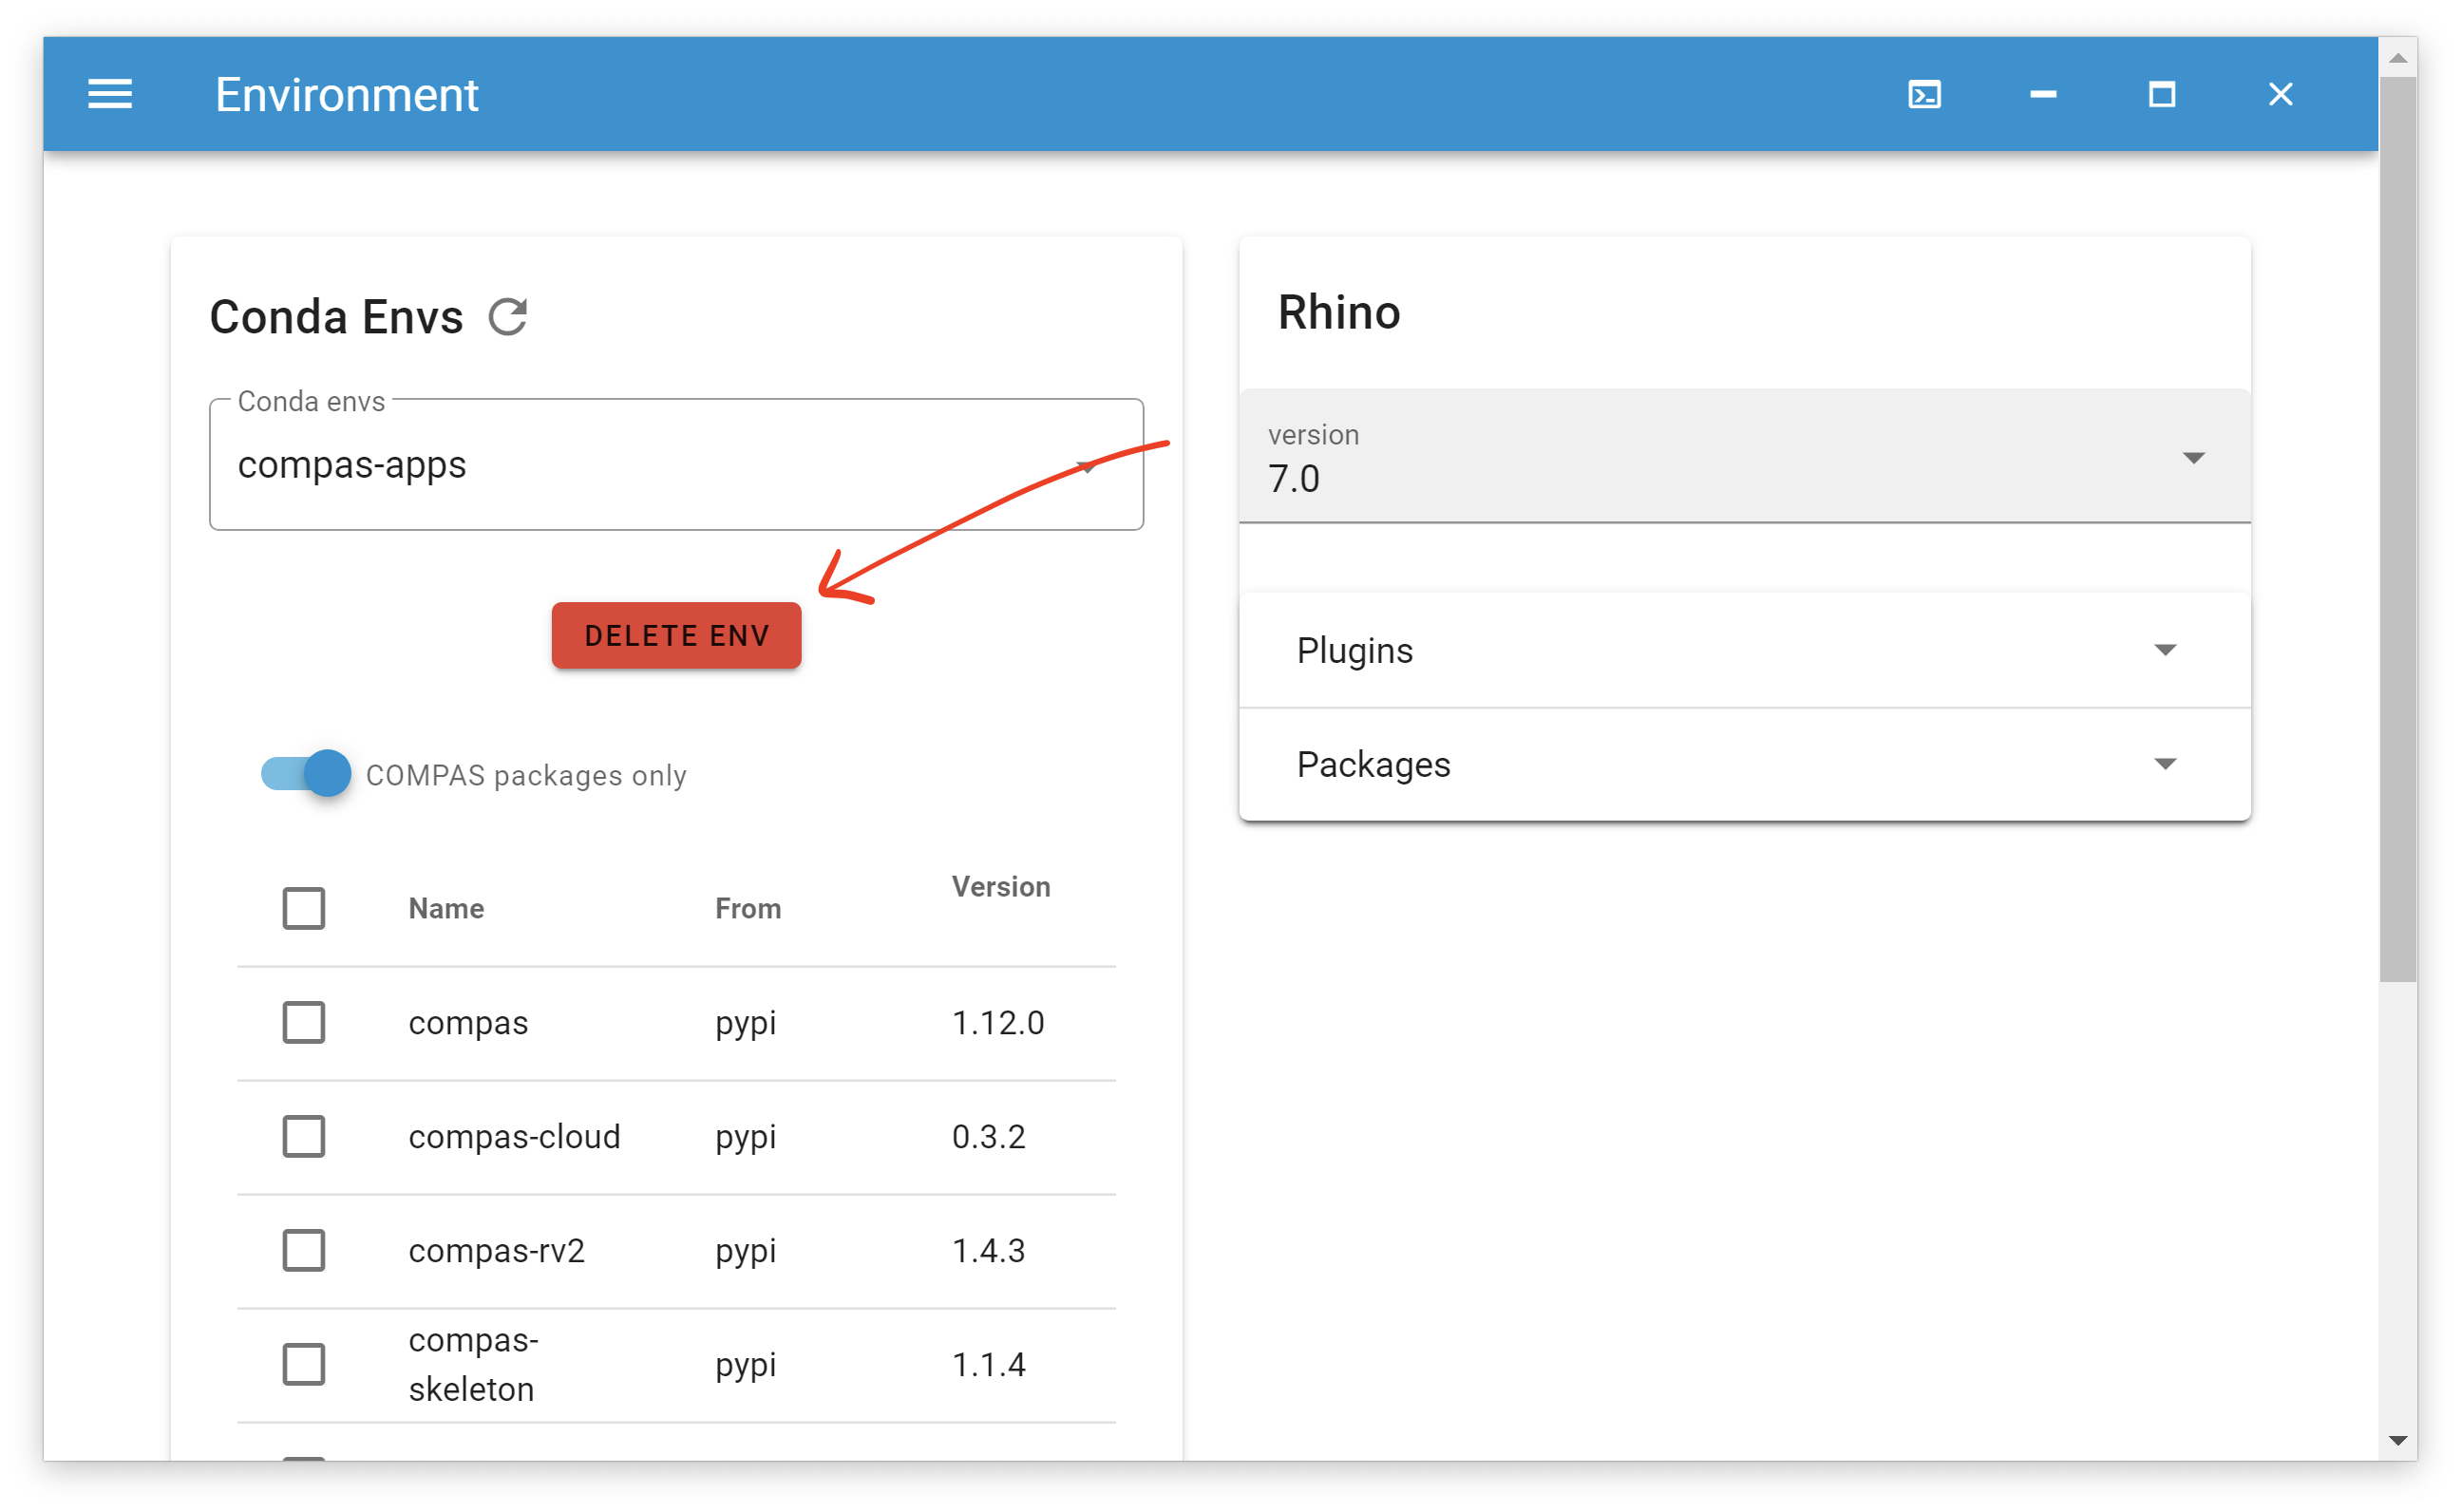 Environment
Conda Envs
Conda envs
compas-apps
DELETE ENV
COMPAS packages only
Name From Version
compas pypi 1.12.0
compas-cloud pypi 0.3.2
compas-rv2 pypi 1.4.3
compas-
skeleton pypi 1.1.4
Rhino
version
7.0
Plugins
Packages